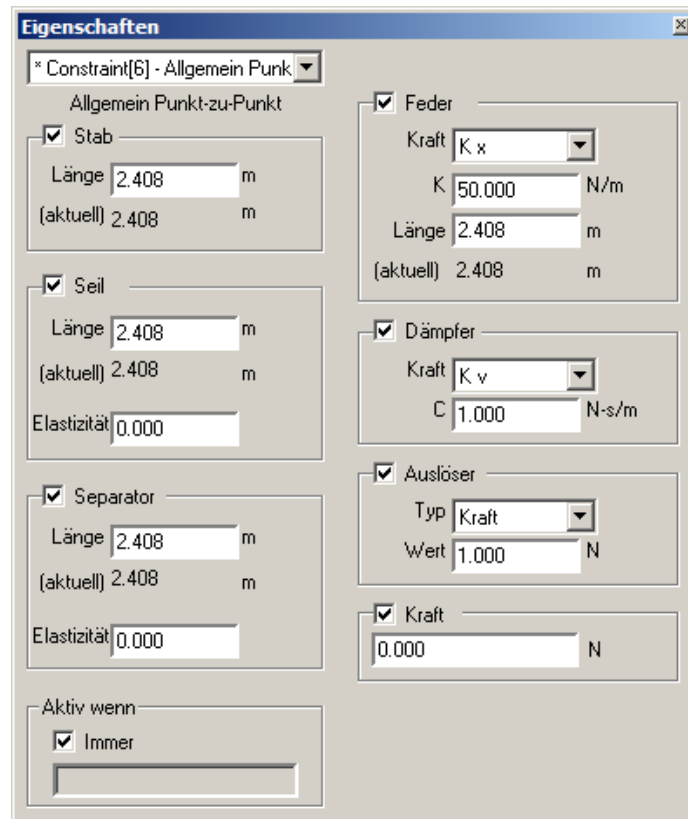 Eigenschaften
* Constraint[6] - Allgemein Punk
Allgemein Punkt-zu-Punkt
Stab
Länge 2.408 m
(aktuell) 2.408 m
Seil
Länge 2.408 m
(aktuell) 2.408 m
Elastizität 0.000
Separator
Länge 2.408 m
(aktuell) 2.408 m
Elastizität 0.000
Aktiv wenn
Immer
Feder
Kraft K x
K 50.000 N/m
Länge 2.408 m
(aktuell) 2.408 m
Dämpfer
Kraft K v
C 1.000 N-s/m
Auslöser
Typ Kraft
Wert 1.000 N
Kraft
0.000 N